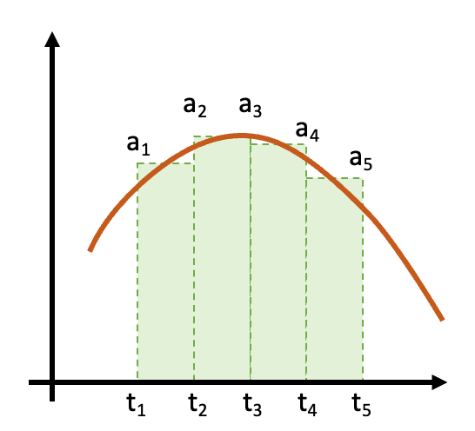 a₂ a₃
a₁ a₄
a₅
t₁ t₂ t₃ t₄ t₅